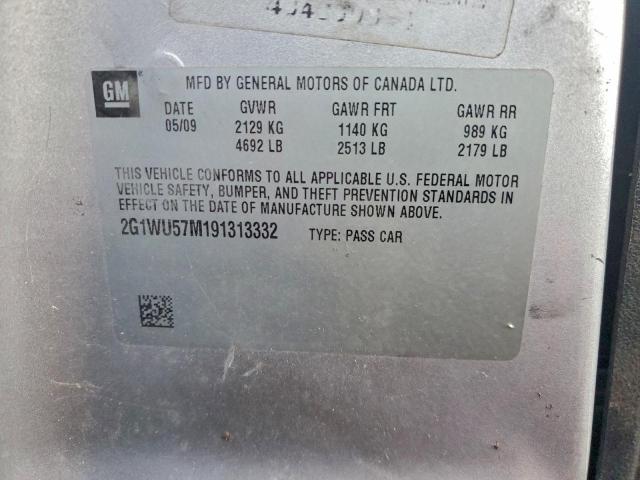 GM
MFD BY GENERAL MOTORS OF CANADA LTD.
DATE GVWR GAWR FRT GAWR RR
05/09 2129 KG 1140 KG 989 KG
4692 LB 2513 LB 2179 LB
THIS VEHICLE CONFORMS TO ALL APPLICABLE U.S. FEDERAL MOTOR
VEHICLE SAFETY, BUMPER, AND THEFT PREVENTION STANDARDS IN
EFFECT ON THE DATE OF MANUFACTURE SHOWN ABOVE.
2G1WU57M191313332 TYPE: PASS CAR